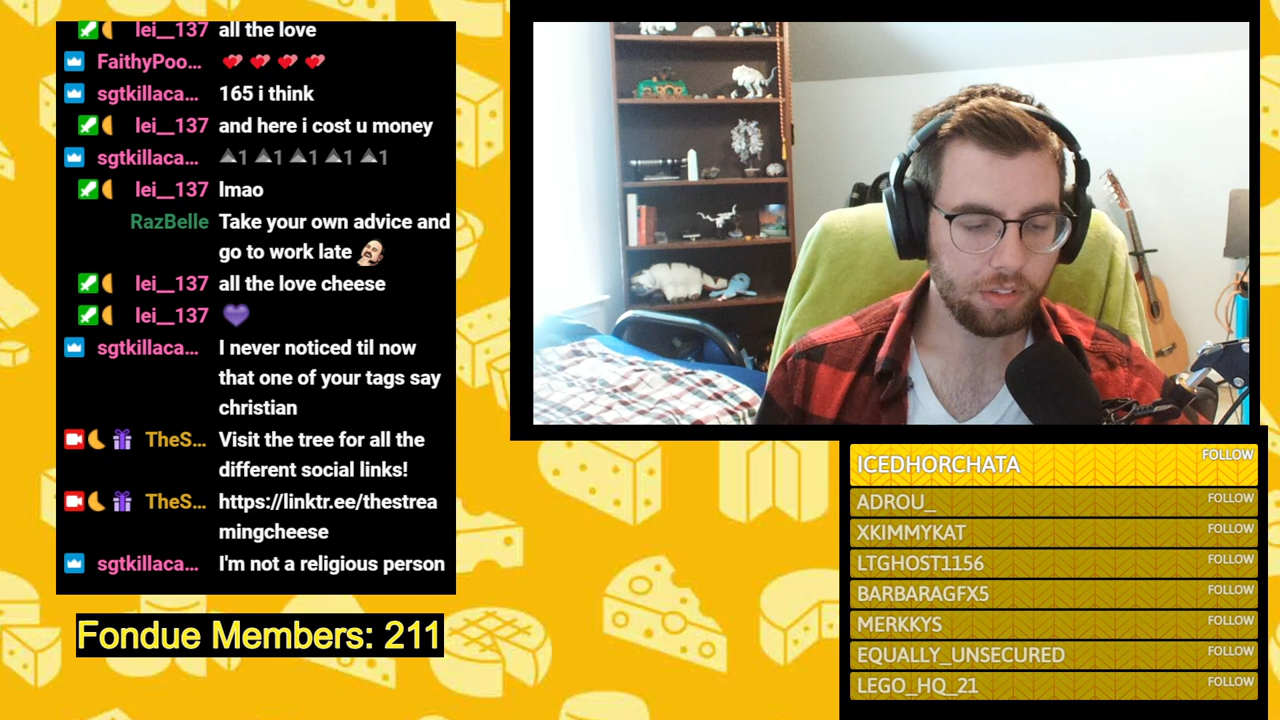 lei__137 all the love
FaithyPoo...
sgtkillaca... 165 i think
lei__137 and here i cost u money
sgtkillaca... 1 1 1 1 1
lei__137 lmao
RazBelle Take your own advice and
go to work late
lei__137 all the love cheese
lei__137
sgtkillaca... I never noticed til now
that one of your tags say
christian
TheS... Visit the tree for all the
different social links!
TheS... https://linktr.ee/thestrea
mingcheese
sgtkillaca... I'm not a religious person
Fondue Members: 211
ICEDHORCHATA FOLLOW
ADROU_ FOLLOW
XKIMMYKAT FOLLOW
LTGHOST1156 FOLLOW
BARBARAGFX5 FOLLOW
MERKKYS FOLLOW
EQUALLY_UNSECURED FOLLOW
LEGO_HQ_21 FOLLOW